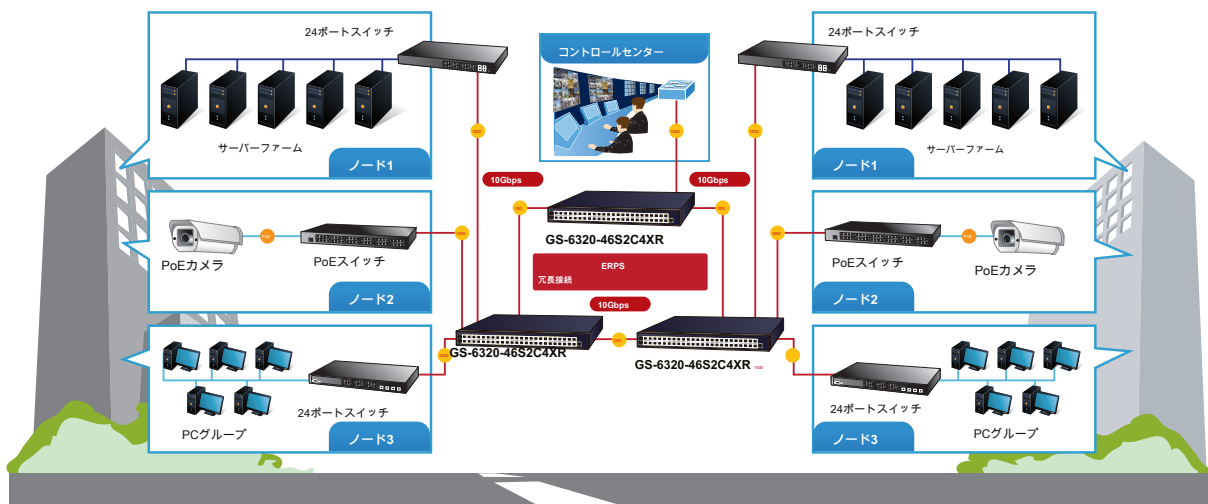 24ポートスイッチ
サーバーファーム
ノード1
コントロールセンター
24ポートスイッチ
サーバーファーム
ノード1
10Gbps
10Gbps
GS-6320-46S2C4XR
ERPS
冗長接続
10Gbps
PoE
PoEカメラ
PoEスイッチ
ノード2
PoE
PoEスイッチ
PoEカメラ
ノード2
GS-6320-46S2C4XR
GS-6320-46S2C4XR
24ポートスイッチ
PCグループ
ノード3
24ポートスイッチ
PCグループ
ノード3